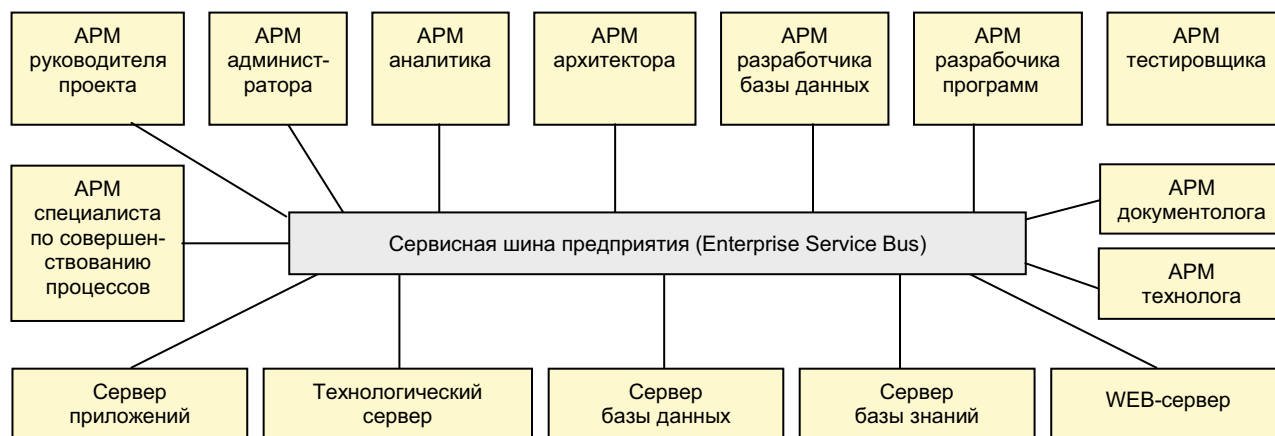 АРМ
руководителя
проекта
АРМ
админист-
ратора
АРМ
аналитика
АРМ
архитектора
АРМ
разработчика
базы данных
АРМ
разрабочика
программ
АРМ
тестировщика
АРМ
специалиста
по совершен-
ствованию
процессов
Сервисная шина предприятия (Enterprise Service Bus)
АРМ
документолога
АРМ
технолога
Сервер
приложений
Технологический
сервер
Сервер
базы данных
Сервер
базы знаний
WEB-сервер